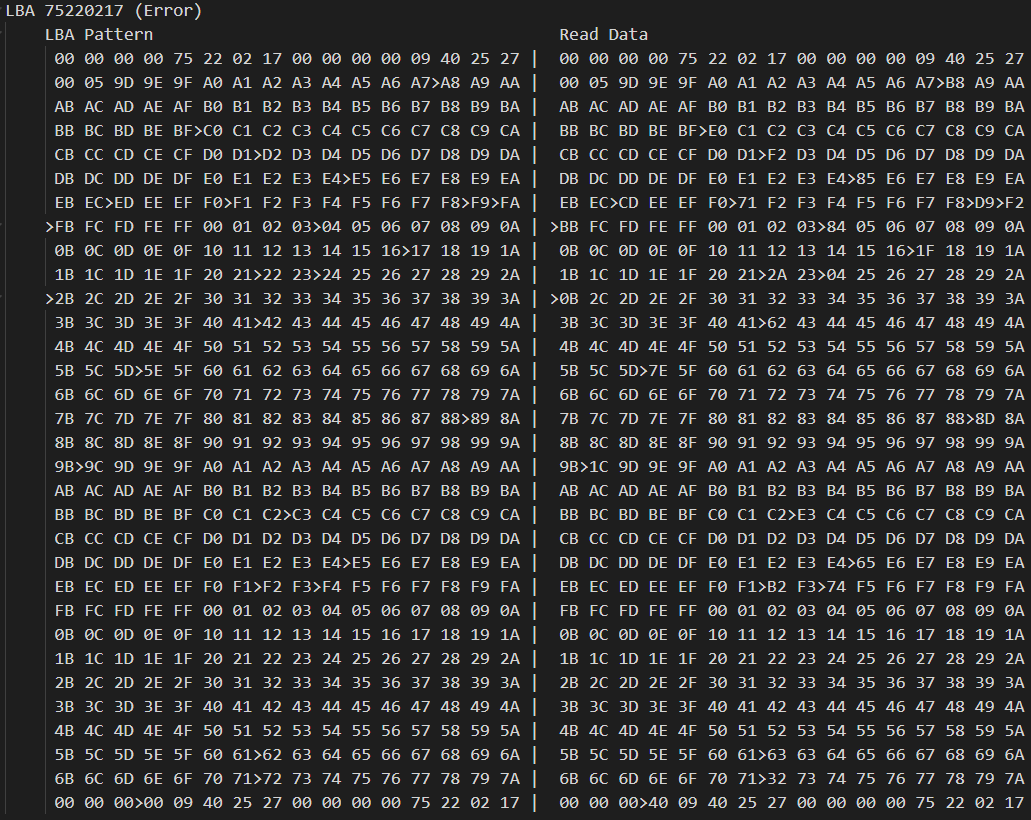 LBA 75220217 (Error)
LBA Pattern Read Data
00 00 00 00 75 22 02 17 00 00 00 00 09 40 25 27 | 00 00 00 00 75 22 02 17 00 00 00 00 09 40 25 27
00 05 9D 9E 9F A0 A1 A2 A3 A4 A5 A6 A7>A8 A9 AA | 00 05 9D 9E 9F A0 A1 A2 A3 A4 A5 A6 A7>B8 A9 AA
AB AC AD AE AF B0 B1 B2 B3 B4 B5 B6 B7 B8 B9 BA | AB AC AD AE AF B0 B1 B2 B3 B4 B5 B6 B7 B8 B9 BA
BB BC BD BE BF>C0 C1 C2 C3 C4 C5 C6 C7 C8 C9 CA | BB BC BD BE BF>E0 C1 C2 C3 C4 C5 C6 C7 C8 C9 CA
CB CC CD CE CF D0 D1>D2 D3 D4 D5 D6 D7 D8 D9 DA | CB CC CD CE CF D0 D1>F2 D3 D4 D5 D6 D7 D8 D9 DA
DB DC DD DE DF E0 E1 E2 E3 E4>E5 E6 E7 E8 E9 EA | DB DC DD DE DF E0 E1 E2 E3 E4>85 E6 E7 E8 E9 EA
EB EC>ED EE EF F0>F1 F2 F3 F4 F5 F6 F7 F8>F9>FA | EB EC>CD EE EF F0>71 F2 F3 F4 F5 F6 F7 F8>D9>F2
>FB FC FD FE FF 00 01 02 03>04 05 06 07 08 09 0A | >BB FC FD FE FF 00 01 02 03>84 05 06 07 08 09 0A
0B 0C 0D 0E 0F 10 11 12 13 14 15 16>17 18 19 1A | 0B 0C 0D 0E 0F 10 11 12 13 14 15 16>1F 18 19 1A
1B 1C 1D 1E 1F 20 21>22 23>24 25 26 27 28 29 2A | 1B 1C 1D 1E 1F 20 21>2A 23>04 25 26 27 28 29 2A
>2B 2C 2D 2E 2F 30 31 32 33 34 35 36 37 38 39 3A | >0B 2C 2D 2E 2F 30 31 32 33 34 35 36 37 38 39 3A
3B 3C 3D 3E 3F 40 41>42 43 44 45 46 47 48 49 4A | 3B 3C 3D 3E 3F 40 41>62 43 44 45 46 47 48 49 4A
4B 4C 4D 4E 4F 50 51 52 53 54 55 56 57 58 59 5A | 4B 4C 4D 4E 4F 50 51 52 53 54 55 56 57 58 59 5A
5B 5C 5D>5E 5F 60 61 62 63 64 65 66 67 68 69 6A | 5B 5C 5D>7E 5F 60 61 62 63 64 65 66 67 68 69 6A
6B 6C 6D 6E 6F 70 71 72 73 74 75 76 77 78 79 7A | 6B 6C 6D 6E 6F 70 71 72 73 74 75 76 77 78 79 7A
7B 7C 7D 7E 7F 80 81 82 83 84 85 86 87 88>89 8A | 7B 7C 7D 7E 7F 80 81 82 83 84 85 86 87 88>8D 8A
8B 8C 8D 8E 8F 90 91 92 93 94 95 96 97 98 99 9A | 8B 8C 8D 8E 8F 90 91 92 93 94 95 96 97 98 99 9A
9B>9C 9D 9E 9F A0 A1 A2 A3 A4 A5 A6 A7 A8 A9 AA | 9B>1C 9D 9E 9F A0 A1 A2 A3 A4 A5 A6 A7 A8 A9 AA
AB AC AD AE AF B0 B1 B2 B3 B4 B5 B6 B7 B8 B9 BA | AB AC AD AE AF B0 B1 B2 B3 B4 B5 B6 B7 B8 B9 BA
BB BC BD BE BF C0 C1 C2>C3 C4 C5 C6 C7 C8 C9 CA | BB BC BD BE BF C0 C1 C2>E3 C4 C5 C6 C7 C8 C9 CA
CB CC CD CE CF D0 D1 D2 D3 D4 D5 D6 D7 D8 D9 DA | CB CC CD CE CF D0 D1 D2 D3 D4 D5 D6 D7 D8 D9 DA
DB DC DD DE DF E0 E1 E2 E3 E4>E5 E6 E7 E8 E9 EA | DB DC DD DE DF E0 E1 E2 E3 E4>65 E6 E7 E8 E9 EA
EB EC ED EE EF F0 F1>F2 F3>F4 F5 F6 F7 F8 F9 FA | EB EC ED EE EF F0 F1>B2 F3>74 F5 F6 F7 F8 F9 FA
FB FC FD FE FF 00 01 02 03 04 05 06 07 08 09 0A | FB FC FD FE FF 00 01 02 03 04 05 06 07 08 09 0A
0B 0C 0D 0E 0F 10 11 12 13 14 15 16 17 18 19 1A | 0B 0C 0D 0E 0F 10 11 12 13 14 15 16 17 18 19 1A
1B 1C 1D 1E 1F 20 21 22 23 24 25 26 27 28 29 2A | 1B 1C 1D 1E 1F 20 21 22 23 24 25 26 27 28 29 2A
2B 2C 2D 2E 2F 30 31 32 33 34 35 36 37 38 39 3A | 2B 2C 2D 2E 2F 30 31 32 33 34 35 36 37 38 39 3A
3B 3C 3D 3E 3F 40 41 42 43 44 45 46 47 48 49 4A | 3B 3C 3D 3E 3F 40 41 42 43 44 45 46 47 48 49 4A
4B 4C 4D 4E 4F 50 51 52 53 54 55 56 57 58 59 5A | 4B 4C 4D 4E 4F 50 51 52 53 54 55 56 57 58 59 5A
5B 5C 5D 5E 5F 60 61>62 63 64 65 66 67 68 69 6A | 5B 5C 5D 5E 5F 60 61>63 63 64 65 66 67 68 69 6A
6B 6C 6D 6E 6F 70 71>72 73 74 75 76 77 78 79 7A | 6B 6C 6D 6E 6F 70 71>32 73 74 75 76 77 78 79 7A
00 00 00>00 09 40 25 27 00 00 00 00 75 22 02 17 | 00 00 00>40 09 40 25 27 00 00 00 00 75 22 02 17